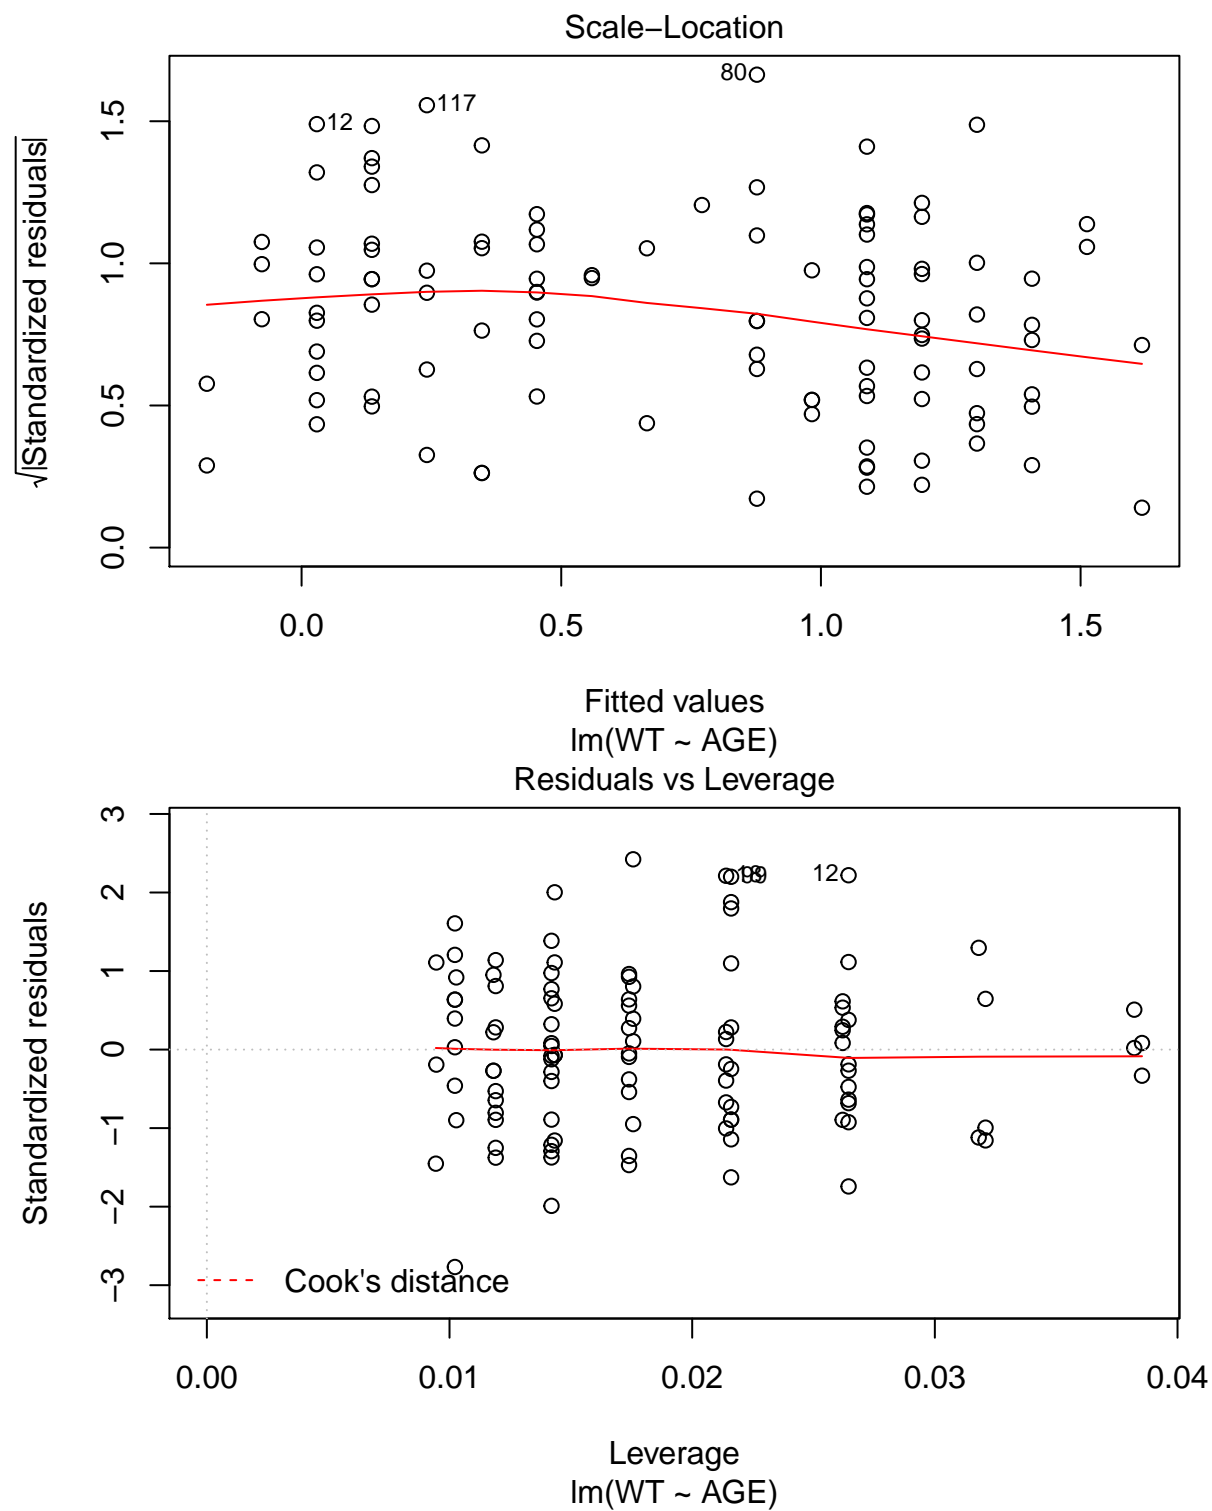 Scale−Location
√|Standardized residuals|
0.0 0.5 1.0 1.5
80
117
12
0.0 0.5 1.0 1.5
Fitted values
lm(WT ~ AGE)
Residuals vs Leverage
Standardized residuals
−3 −2 −1 0 1 2 3
12
Cook's distance
0.00 0.01 0.02 0.03 0.04
Leverage
lm(WT ~ AGE)